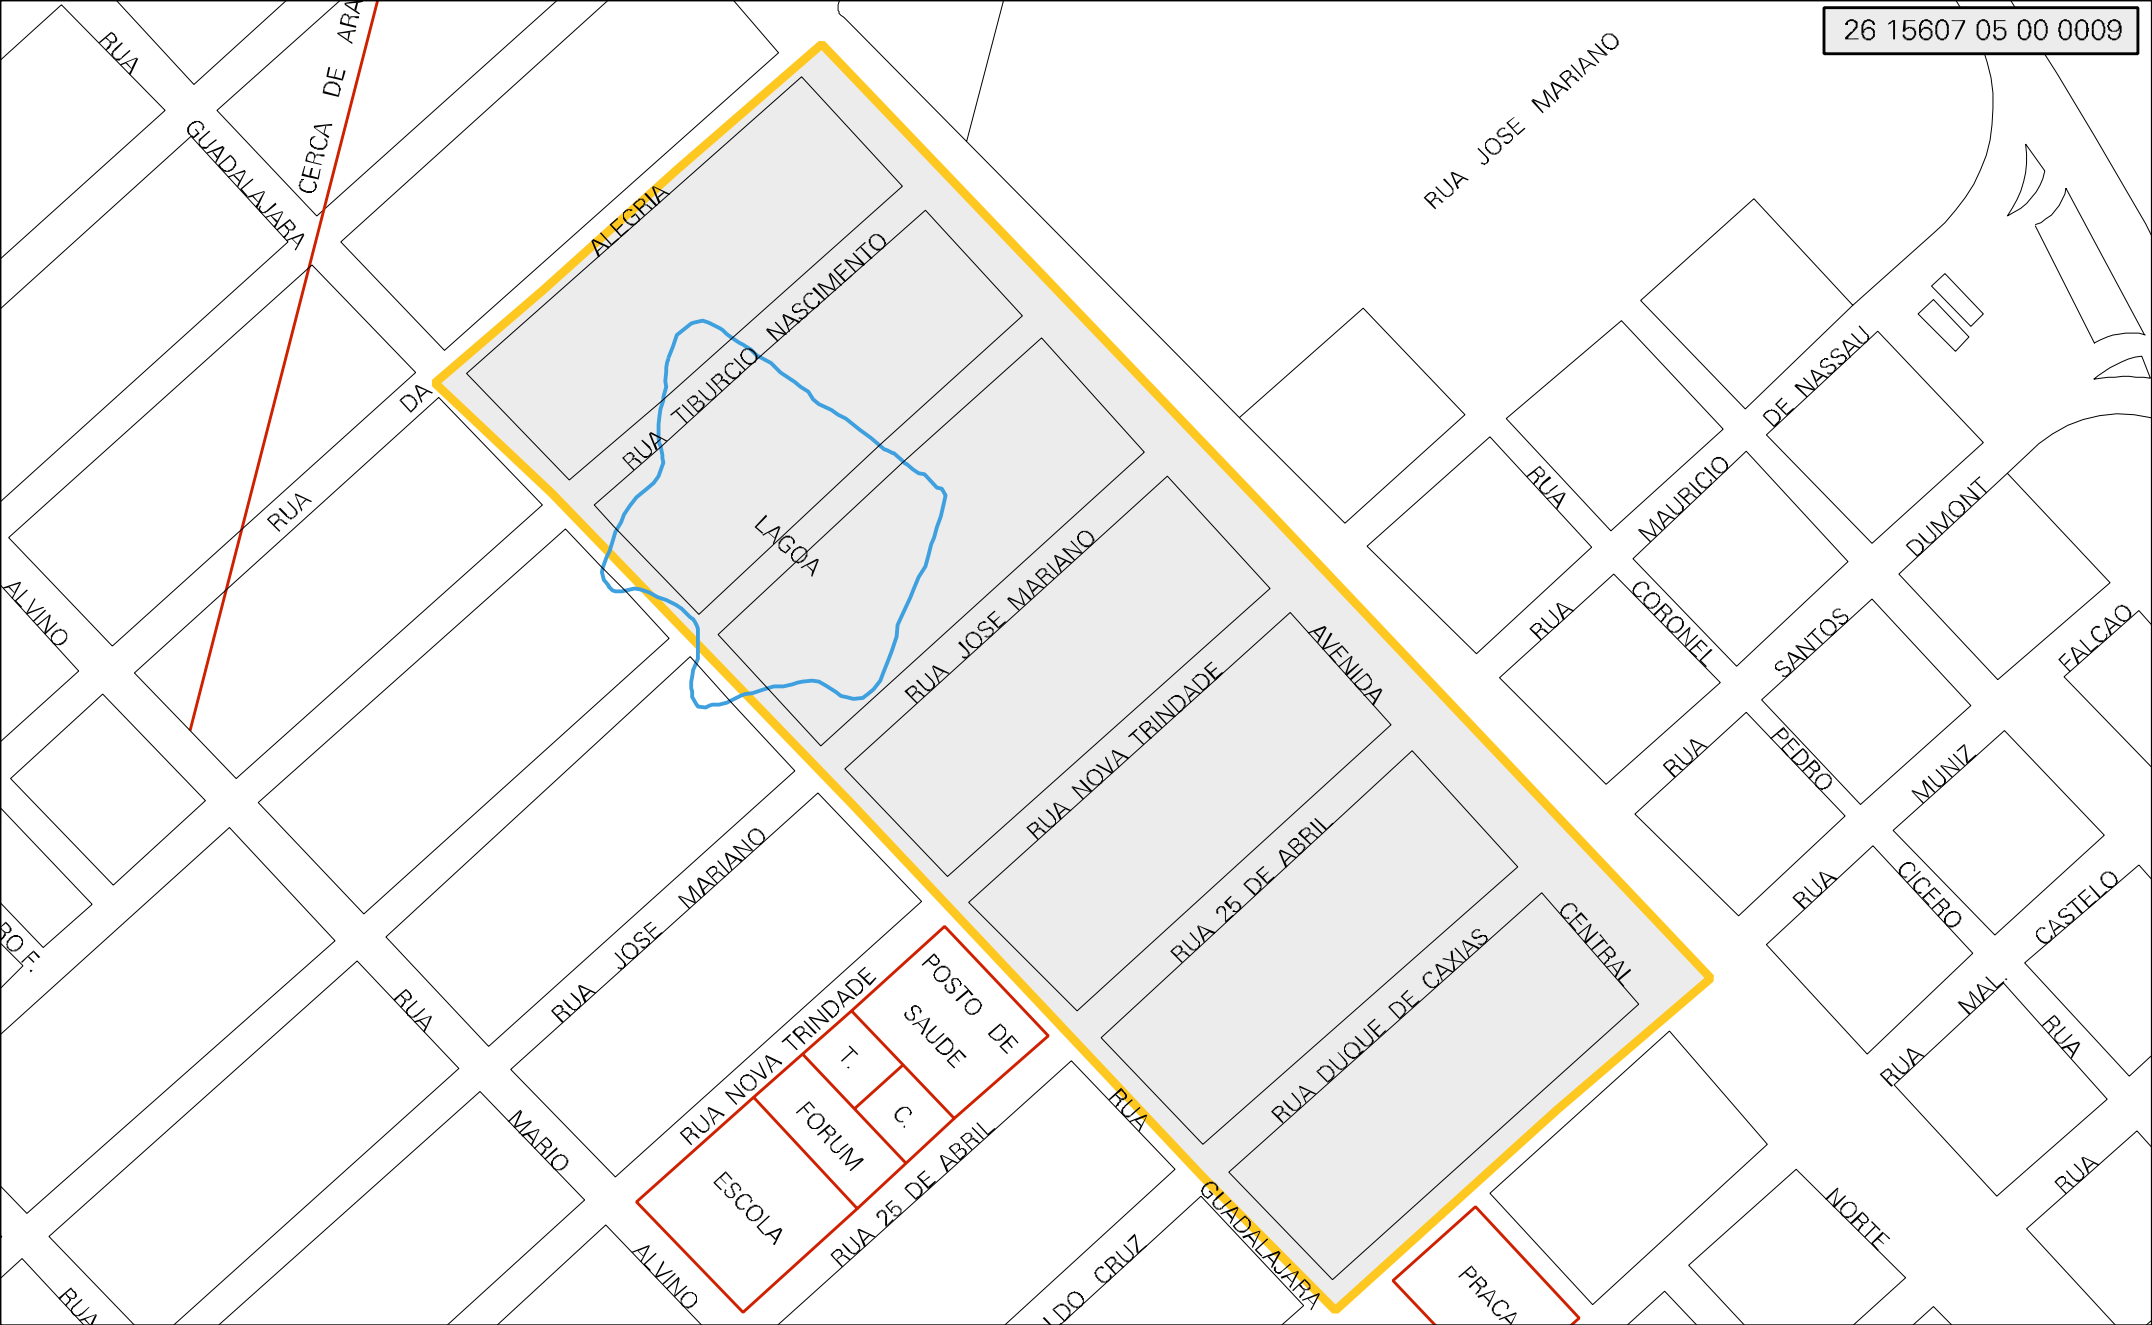 26 15607 05 00 0009
RUA GUADALAJARA
CERCA DE ARA
RUA JOSE MARIANO
RUA DA ALEGRIA
RUA TIBURCIO NASCIMENTO
LAGOA
RUA JOSE MARIANO
RUA NOVA TRINDADE
RUA 25 DE ABRIL
RUA DUQUE DE CAXIAS
AVENIDA CENTRAL
RUA MAURICIO DE NASSAU
RUA CORONEL
RUA SANTOS DUMONT
PEDRO
RUA MUNIZ FALCAO
CICERO
RUA MAL. CASTELO
RUA
RUA
NORTE
ALVINO
RO F.
RUA JOSE MARIANO
RUA NOVA TRINDADE
POSTO DE
SAUDE
T.
C.
FORUM
ESCOLA
RUA 25 DE ABRIL
RUA MARIO ALVINO
RUA
RUA GUADALAJARA
LDO CRUZ
PRACA